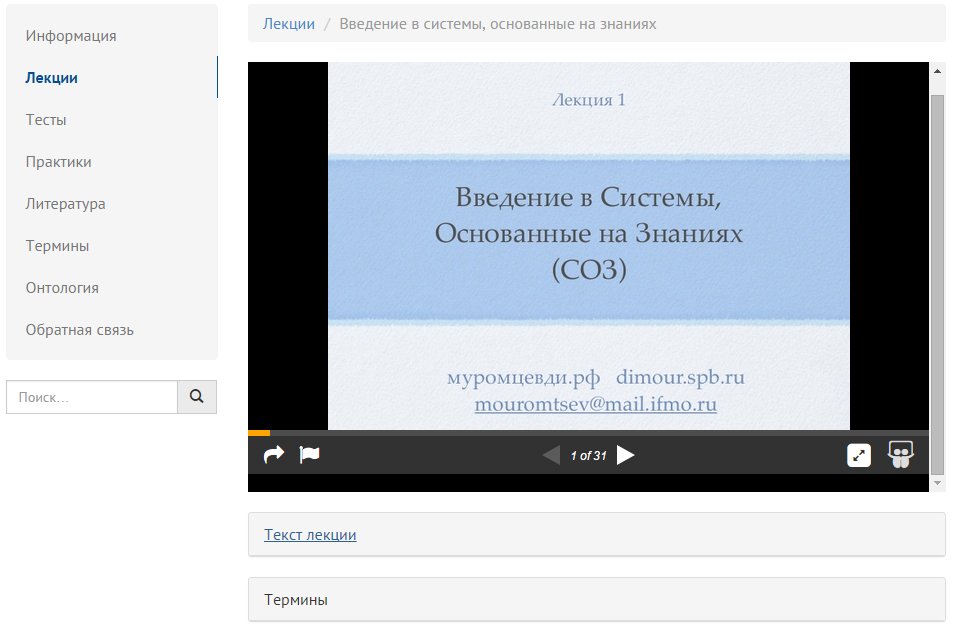 Информация
Лекции
Тесты
Практики
Литература
Термины
Онтология
Обратная связь
Поиск...
Лекции / Введение в системы, основанные на знаниях
Лекция 1
Введение в Системы,
Основанные на Знаниях
(СОЗ)
муромцевди.рф dimour.spb.ru
mouromtsev@mail.ifmo.ru
1 of 31
Текст лекции
Термины